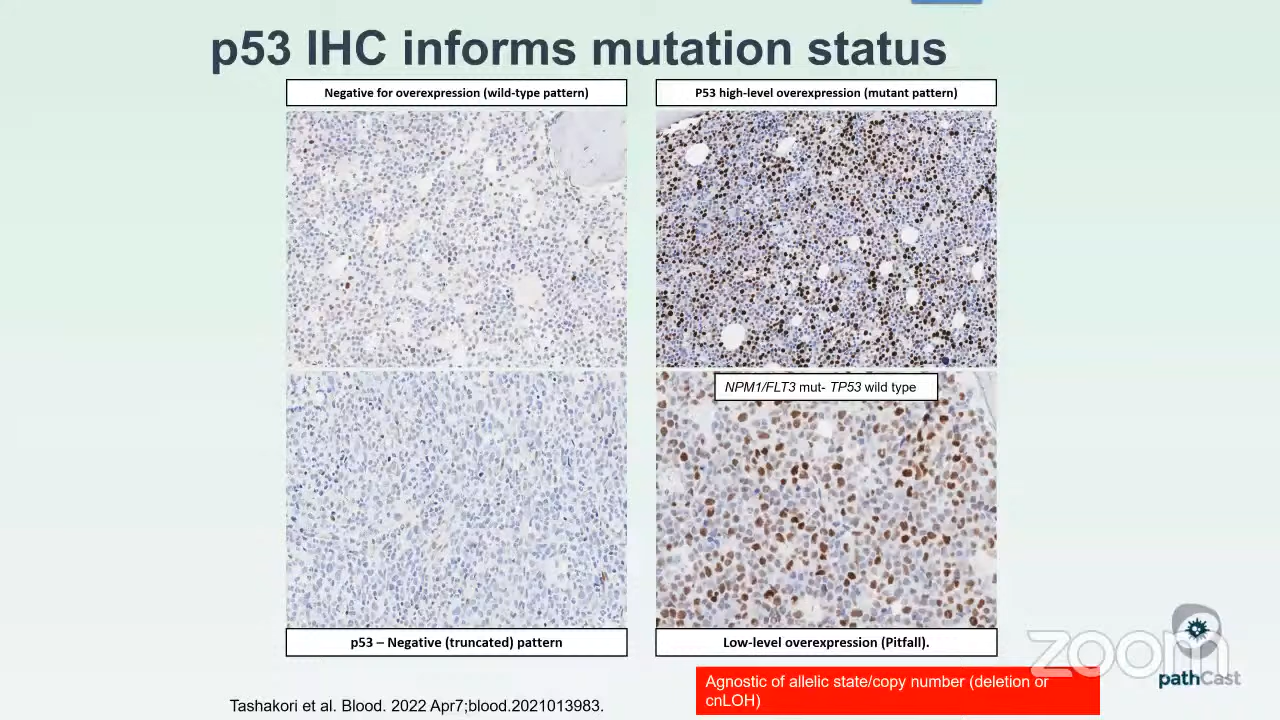 p53 IHC informs mutation status
Negative for overexpression (wild-type pattern)
P53 high-level overexpression (mutant pattern)
NPM1/FLT3 mut- TP53 wild type
p53 – Negative (truncated) pattern
Low-level overexpression (Pitfall).
Agnostic of allelic state/copy number (deletion or
cnLOH)
Tashakori et al. Blood. 2022 Apr7;blood.2021013983.
zoom
pathCast